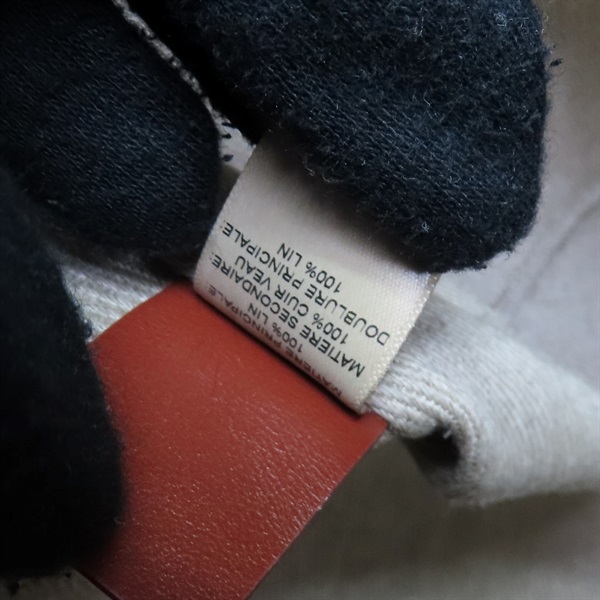 MATIERE PRINCIPALE:
100% LIN
MATIERE SECONDAIRE:
100% CUIR VEAU
DOUBLURE PRINCIPALE:
100% LIN